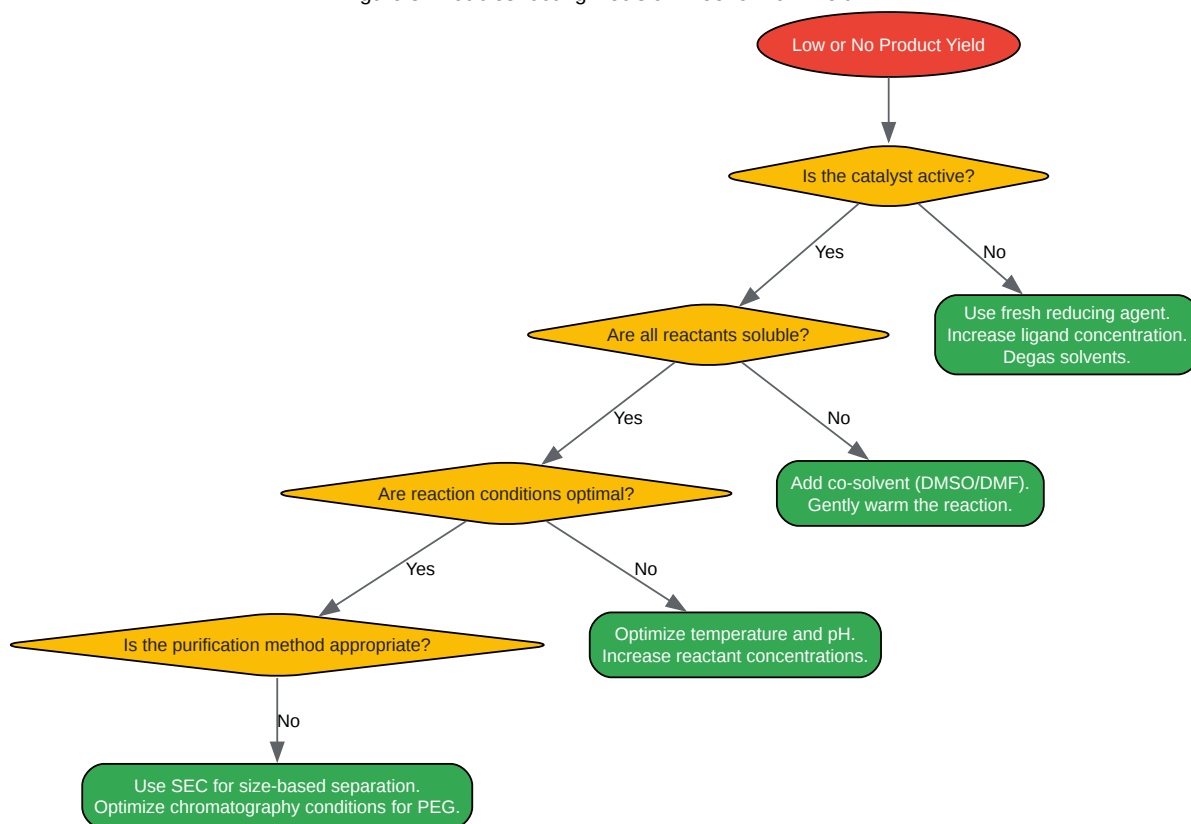 Low or No Product Yield
Is the catalyst active?
Yes
No
Use fresh reducing agent.
Increase ligand concentration.
Degas solvents.
Are all reactants soluble?
Yes
No
Add co-solvent (DMSO/DMF).
Gently warm the reaction.
Are reaction conditions optimal?
Yes
No
Optimize temperature and pH.
Increase reactant concentrations.
Is the purification method appropriate?
No
Use SEC for size-based separation.
Optimize chromatography conditions for PEG.